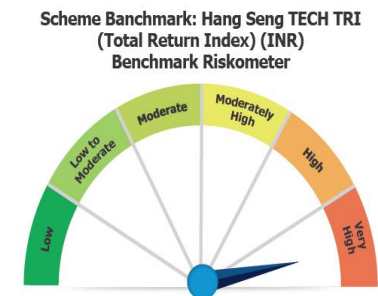 Scheme Banchmark: Hang Seng TECH TRI
(Total Return Index) (INR)
Benchmark Riskometer
Low
Low to
Moderate
Moderate
Moderately
High
High
Very
High